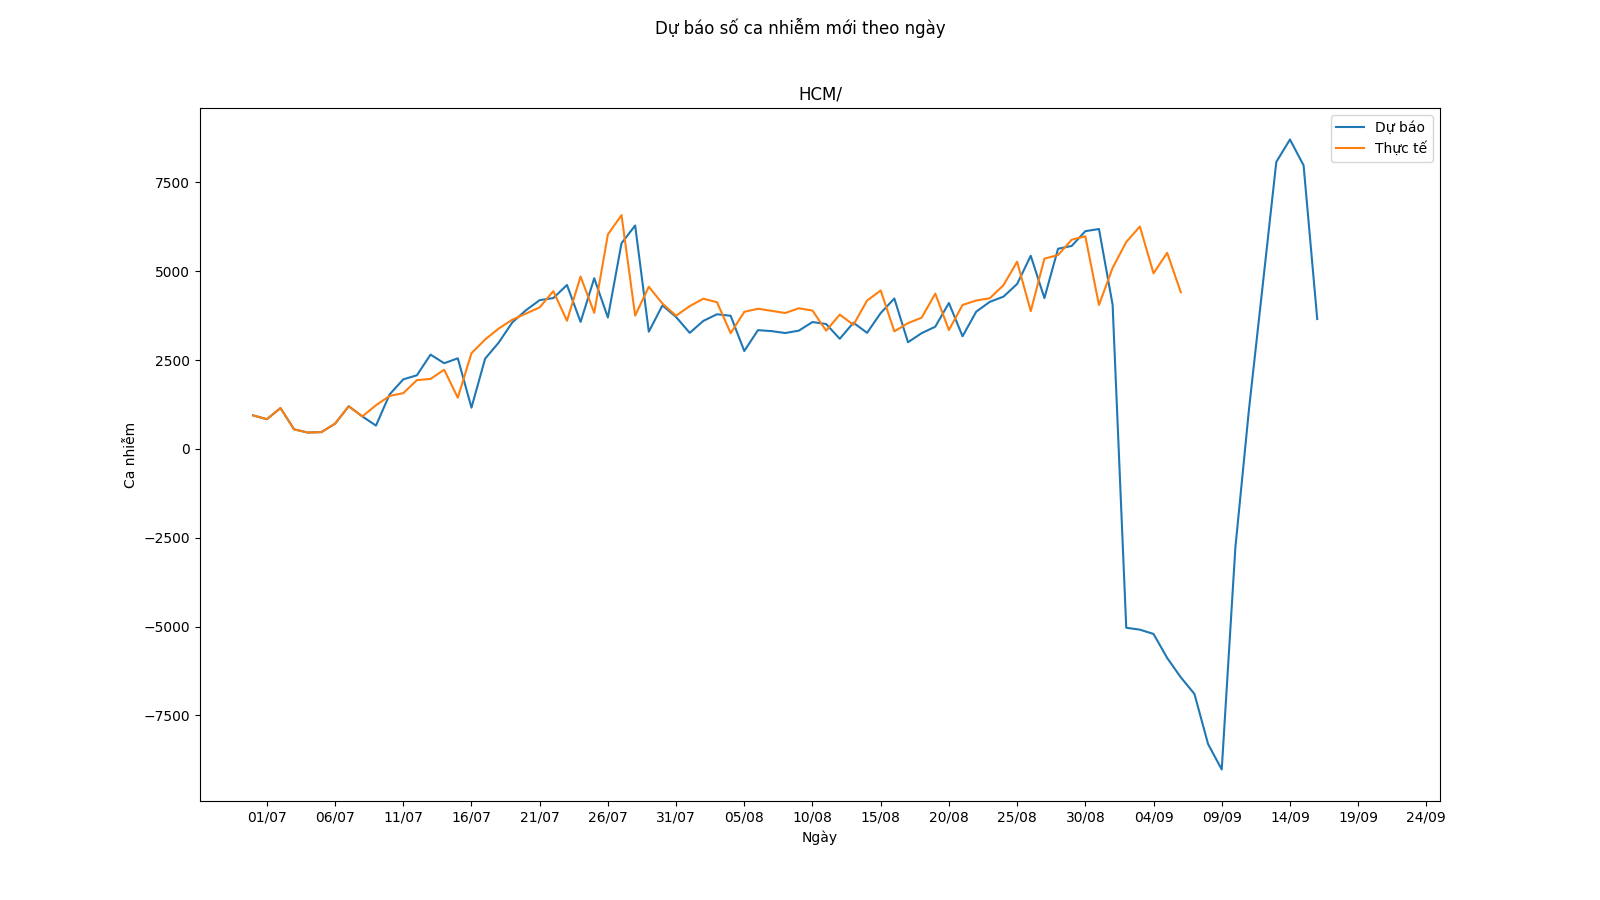 Dự báo số ca nhiễm mới theo ngày
HCM/
Dự báo
Thực tế
7500
5000
2500
0
−2500
−5000
−7500
Ca nhiễm
01/07 06/07 11/07 16/07 21/07 26/07 31/07 05/08 10/08 15/08 20/08 25/08 30/08 04/09 09/09 14/09 19/09 24/09
Ngày